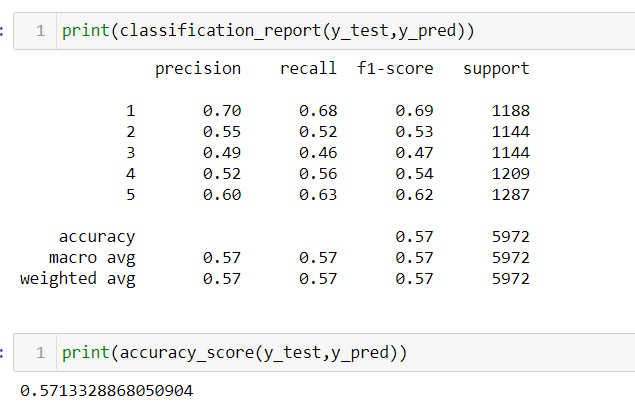 : 1 print(classification_report(y_test,y_pred))
precision recall f1-score support
1 0.70 0.68 0.69 1188
2 0.55 0.52 0.53 1144
3 0.49 0.46 0.47 1144
4 0.52 0.56 0.54 1209
5 0.60 0.63 0.62 1287
accuracy 0.57 5972
macro avg 0.57 0.57 0.57 5972
weighted avg 0.57 0.57 0.57 5972
: 1 print(accuracy_score(y_test,y_pred))
0.5713328868050904